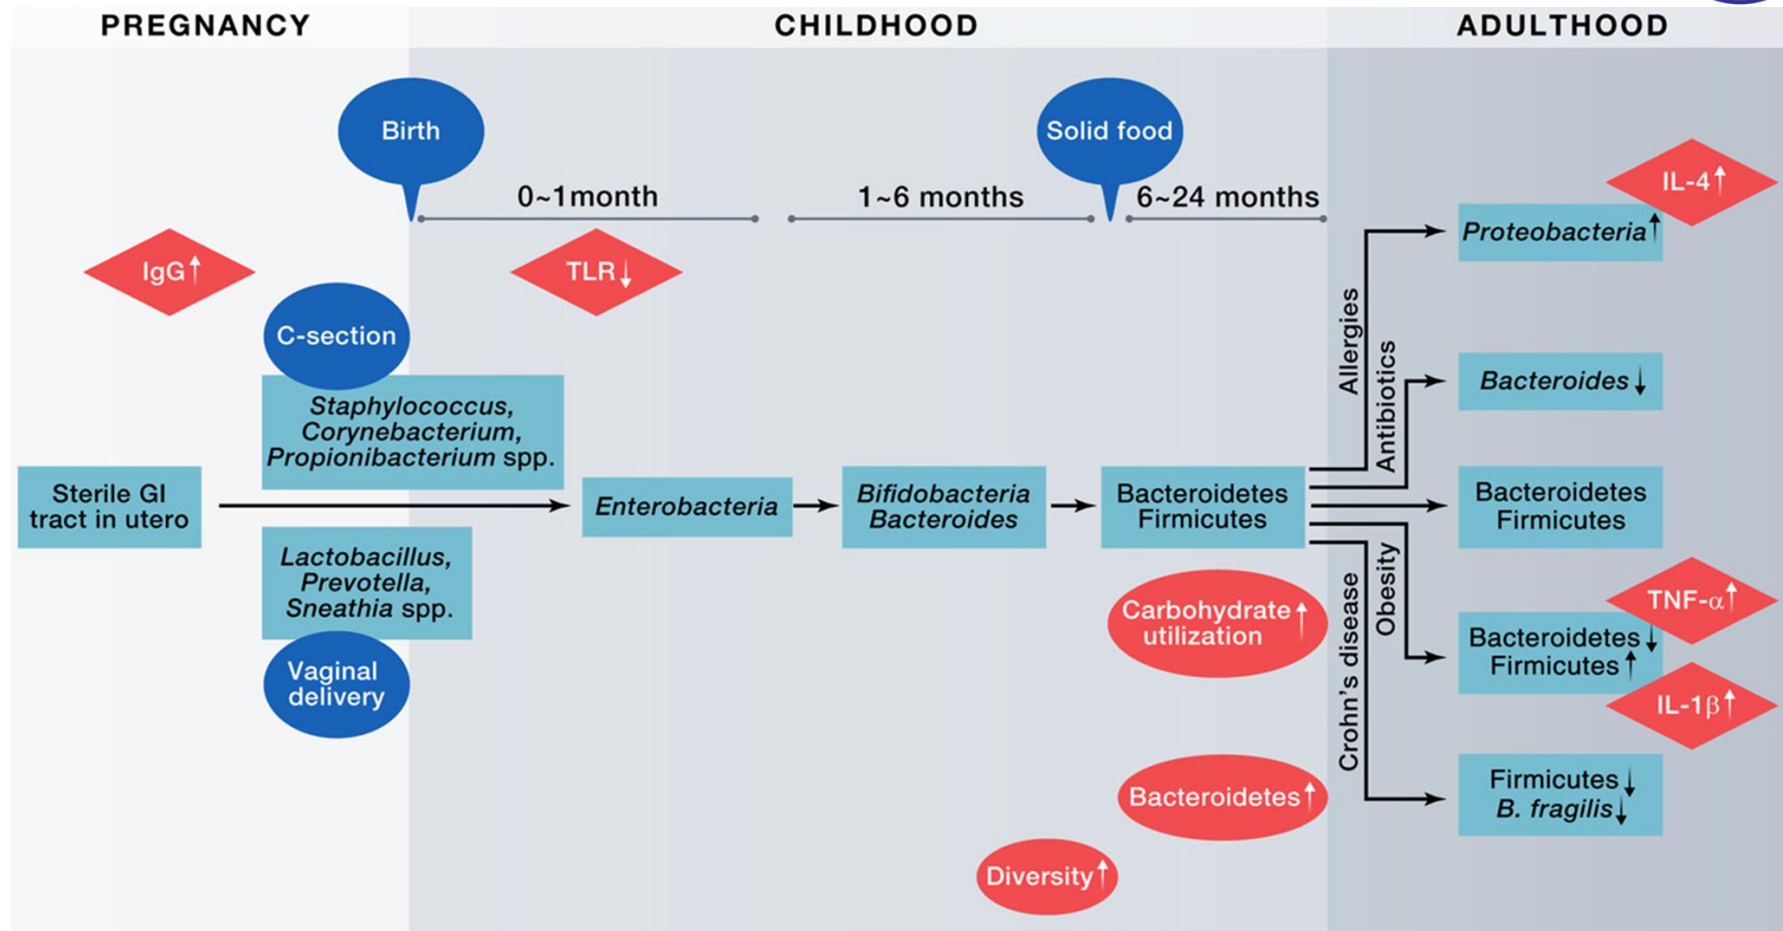 PREGNANCY
CHILDHOOD
ADULTHOOD
Birth
Solid food
0~1month
1~6 months
6~24 months
IgG↑
TLR↓
IL-4↑
Proteobacteria↑
C-section
Staphylococcus,
Corynebacterium,
Propionibacterium spp.
Allergies
Antibiotics
Bacteroides↓
Sterile GI
tract in utero
Enterobacteria
Bifidobacteria
Bacteroides
Bacteroidetes
Firmicutes
Bacteroidetes
Firmicutes
Lactobacillus,
Prevotella,
Sneathia spp.
Vaginal
delivery
Carbohydrate↑
utilization
Crohn's disease
Obesity
TNF-α↑
Bacteroidetes↓
Firmicutes↑
IL-1β↑
Bacteroidetes↑
Firmicutes↓
B. fragilis↓
Diversity↑